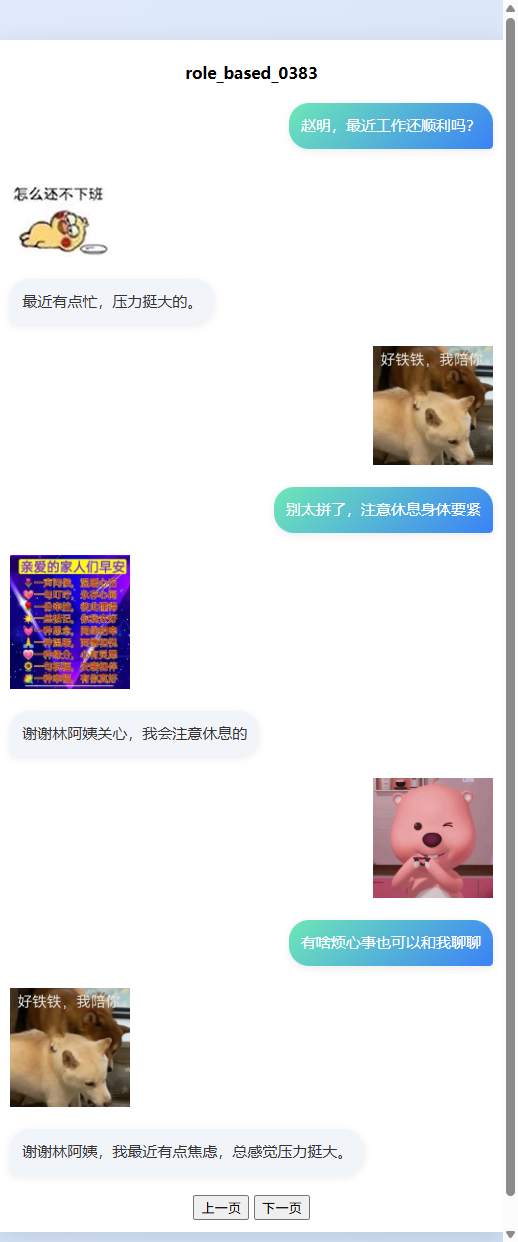 role_based_0383
赵明，最近工作还顺利吗？
怎么还不下班
最近有点忙，压力挺大的。
好铁铁，我陪你
别太拼了，注意休息身体要紧
亲爱的家人们早安
谢谢林阿姨关心，我会注意休息的
有啥烦心事也可以和我聊聊
好铁铁，我陪你
谢谢林阿姨，我最近有点焦虑，总感觉压力挺大。
上一页 下一页